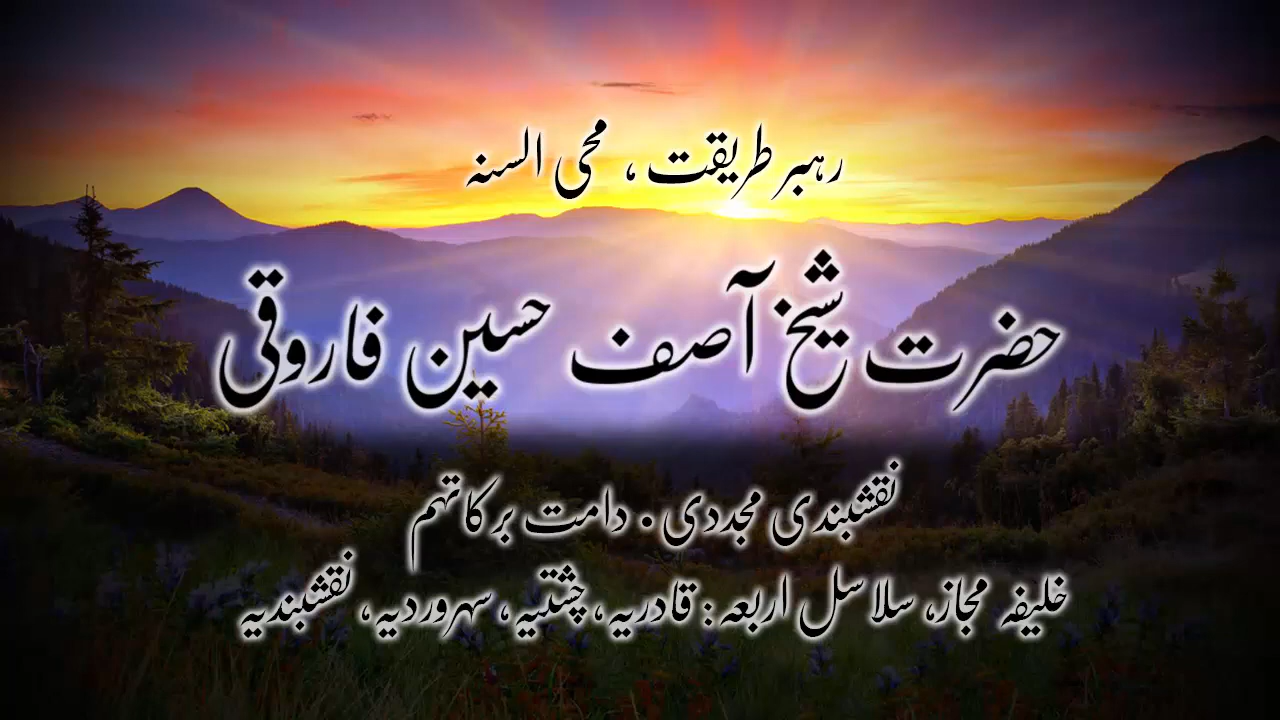 رہبر طریقت، محی السنہ
حضرت شیخ آصف حسین فاروقی
نقشبندی مجددی . دامت برکاتہم
خلیفہ مجاز، سلاسل اربعہ: قادریہ، چشتیہ، سہروردیہ، نقشبندیہ